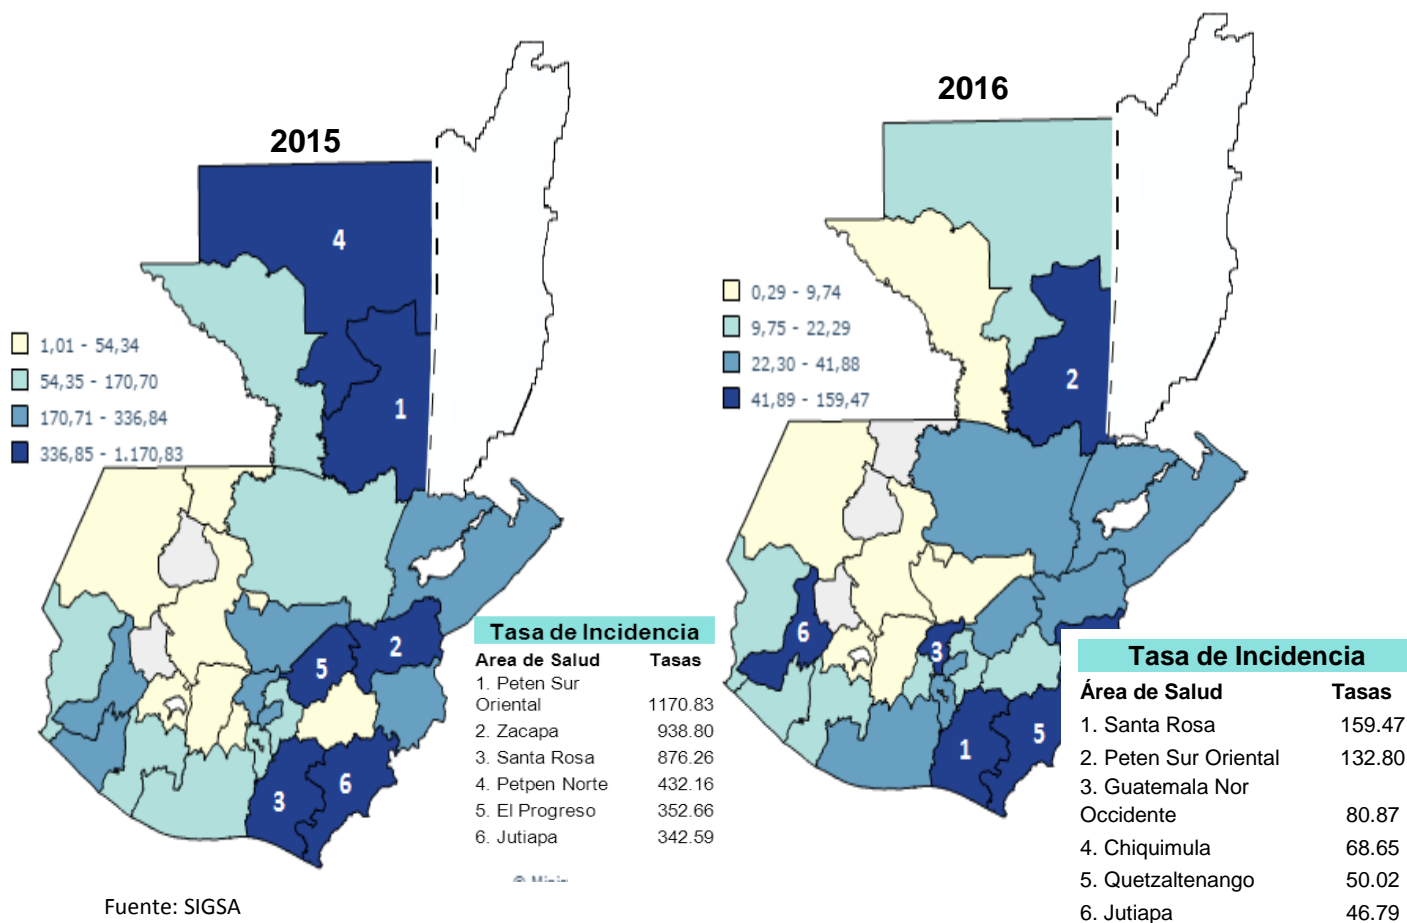 2015
4
1
1,01 - 54,34
54,35 - 170,70
170,71 - 336,84
336,85 - 1.170,83
2
5
3
6
Tasa de Incidencia
Area de Salud Tasas
1. Peten Sur
Oriental 1170.83
2. Zacapa 938.80
3. Santa Rosa 876.26
4. Petpen Norte 432.16
5. El Progreso 352.66
6. Jutiapa 342.59
Fuente: SIGSA
2016
0,29 - 9,74
9,75 - 22,29
22,30 - 41,88
41,89 - 159,47
2
6
3
1
5
Tasa de Incidencia
Área de Salud Tasas
1. Santa Rosa 159.47
2. Peten Sur Oriental 132.80
3. Guatemala Nor
Occidente 80.87
4. Chiquimula 68.65
5. Quetzaltenango 50.02
6. Jutiapa 46.79